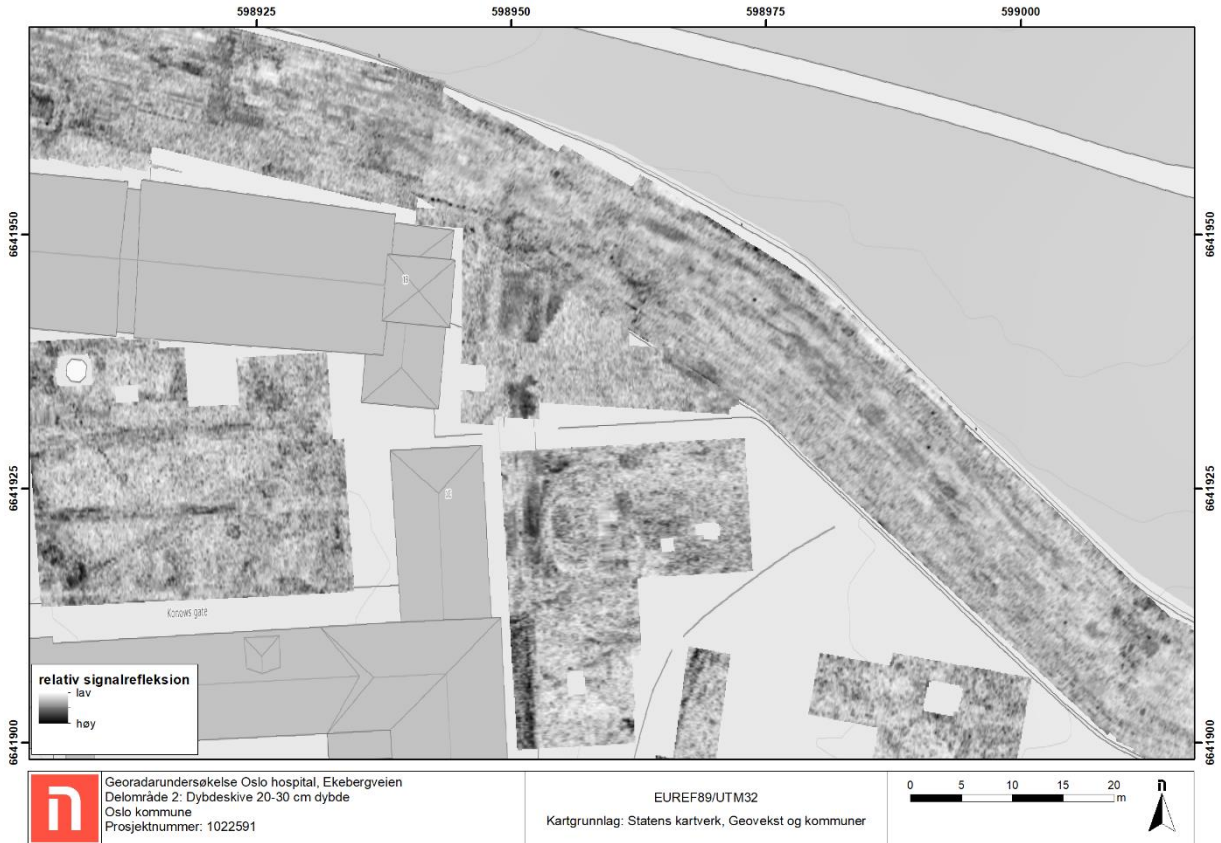 598925 598950 598975 599000
6641950 6641950
6641925 6641925
Konows gate
6641900 6641900
relativ signalrefleksion
lav
høy
Georadarundersøkelse Oslo hospital, Ekebergveien
Delområde 2: Dybdeskive 20-30 cm dybde
Oslo kommune
Prosjektnummer: 1022591
EUREF89/UTM32
Kartgrunnlag: Statens kartverk, Geovekst og kommuner
0 5 10 15 20
m
n